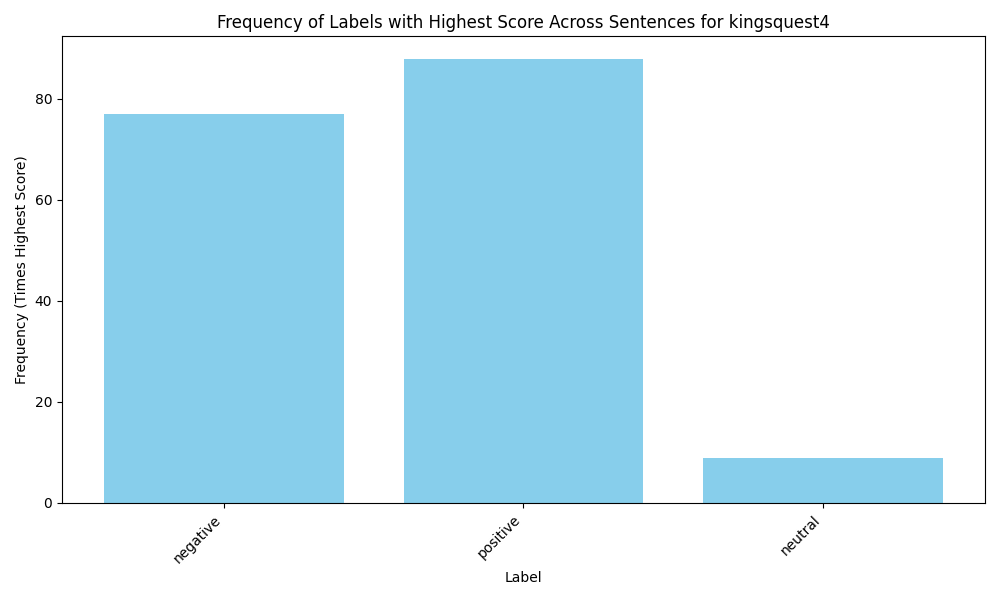 Frequency of Labels with Highest Score Across Sentences for kingsquest4
Frequency (Times Highest Score)
80
60
40
20
0
negative
positive
neutral
Label